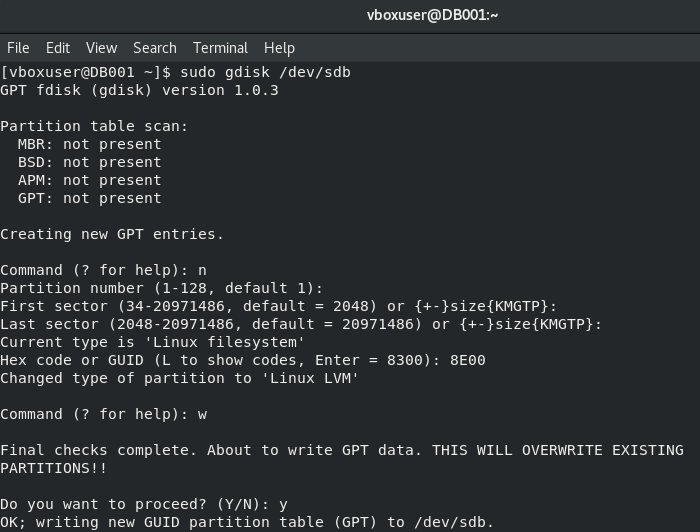 vboxuser@DB001:~
File Edit View Search Terminal Help
[vboxuser@DB001 ~]$ sudo gdisk /dev/sdb
GPT fdisk (gdisk) version 1.0.3
Partition table scan:
MBR: not present
BSD: not present
APM: not present
GPT: not present
Creating new GPT entries.
Command (? for help): n
Partition number (1-128, default 1):
First sector (34-20971486, default = 2048) or {+-}size{KMGTP}:
Last sector (2048-20971486, default = 20971486) or {+-}size{KMGTP}:
Current type is 'Linux filesystem'
Hex code or GUID (L to show codes, Enter = 8300): 8E00
Changed type of partition to 'Linux LVM'
Command (? for help): w
Final checks complete. About to write GPT data. THIS WILL OVERWRITE EXISTING
PARTITIONS!!
Do you want to proceed? (Y/N): y
OK; writing new GUID partition table (GPT) to /dev/sdb.